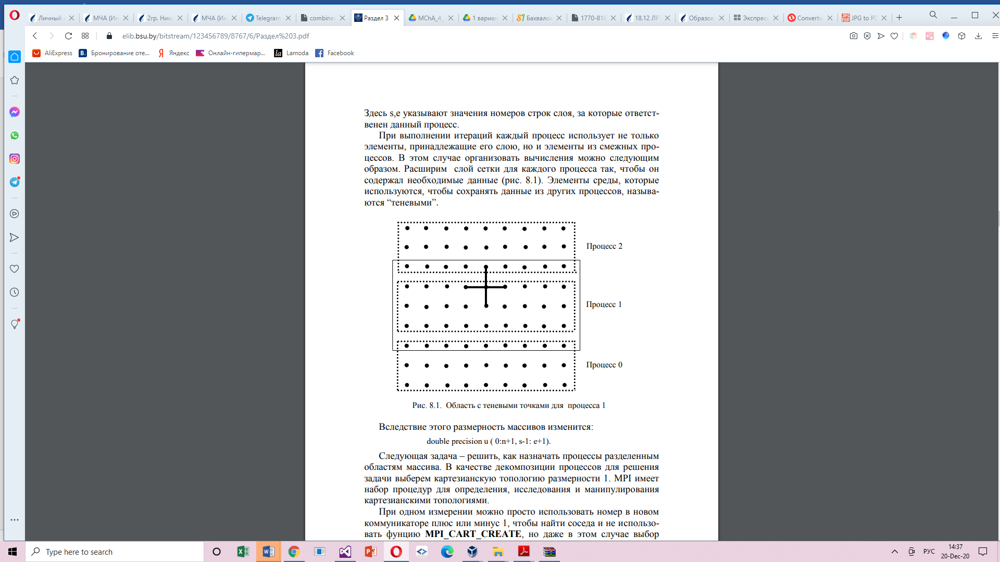 Личный
МЧА (Ин
2гр. Ники
МЧА (Ин
Telegram
combined
Раздел 3
MChA_4_
1 вариан
Бахвалов
1770-818
18.12 ЛР
Образов
Экспресс
Convertic
JPG to PD
elib.bsu.by/bitstream/123456789/8767/6/Раздел%203.pdf
AliExpress
Бронирование оте...
Яндекс
Онлайн-гипермар...
Lamoda
Facebook
Здесь s,e указывают значения номеров строк слоя, за которые ответст-
венен данный процесс.
При выполнении итераций каждый процесс использует не только
элементы, принадлежащие его слою, но и элементы из смежных про-
цессов. В этом случае организовать вычисления можно следующим
образом. Расширим слой сетки для каждого процесса так, чтобы он
содержал необходимые данные (рис. 8.1). Элементы среды, которые
используются, чтобы сохранять данные из других процессов, называ-
ются “теневыми”.
Процесс 2
Процесс 1
Процесс 0
Рис. 8.1. Область с теневыми точками для процесса 1
Вследствие этого размерность массивов изменится:
double precision u ( 0:n+1, s-1: e+1).
Следующая задача – решить, как назначать процессы разделенным
областям массива. В качестве декомпозиции процессов для решения
задачи выберем картезианскую топологию размерности 1. MPI имеет
набор процедур для определения, исследования и манипулирования
картезианскими топологиями.
При одном измерении можно просто использовать номер в новом
коммуникаторе плюс или минус 1, чтобы найти соседа и не использо-
вать фунцию MPI_CART_CREATE, но даже в этом случае выбор
Type here to search
РУС
14:37
20-Dec-20